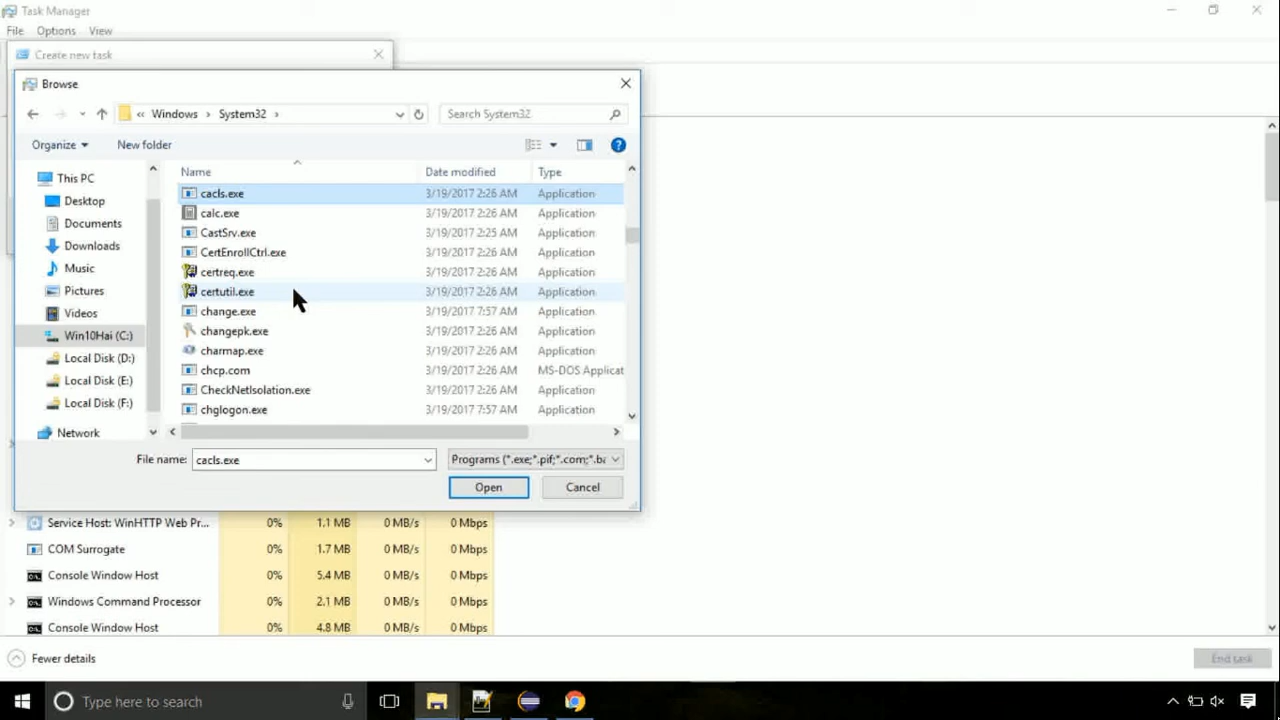 Task Manager
File Options View
Create new task
Browse
« Windows › System32 ›
Search System32
Organize New folder
This PC
Desktop
Documents
Downloads
Music
Pictures
Videos
Win10Hai (C:)
Local Disk (D:)
Local Disk (E:)
Local Disk (F:)
Network
Name Date modified Type
cacls.exe 3/19/2017 2:26 AM Application
calc.exe 3/19/2017 2:26 AM Application
CastSrv.exe 3/19/2017 2:25 AM Application
CertEnrollCtrl.exe 3/19/2017 2:26 AM Application
certreq.exe 3/19/2017 2:26 AM Application
certutil.exe 3/19/2017 2:26 AM Application
change.exe 3/19/2017 7:57 AM Application
changepk.exe 3/19/2017 2:26 AM Application
charmap.exe 3/19/2017 2:26 AM Application
chcp.com 3/19/2017 2:26 AM MS-DOS Applicat
CheckNetIsolation.exe 3/19/2017 2:26 AM Application
chglogon.exe 3/19/2017 7:57 AM Application
File name: cacls.exe Programs (*.exe;*.pif;*.com;*.ba
Open Cancel
Service Host: WinHTTP Web Pr... 0% 1.1 MB 0 MB/s 0 Mbps
COM Surrogate 0% 1.7 MB 0 MB/s 0 Mbps
Console Window Host 0% 5.4 MB 0 MB/s 0 Mbps
Windows Command Processor 0% 2.1 MB 0 MB/s 0 Mbps
Console Window Host 0% 4.8 MB 0 MB/s 0 Mbps
Fewer details
End task
Type here to search